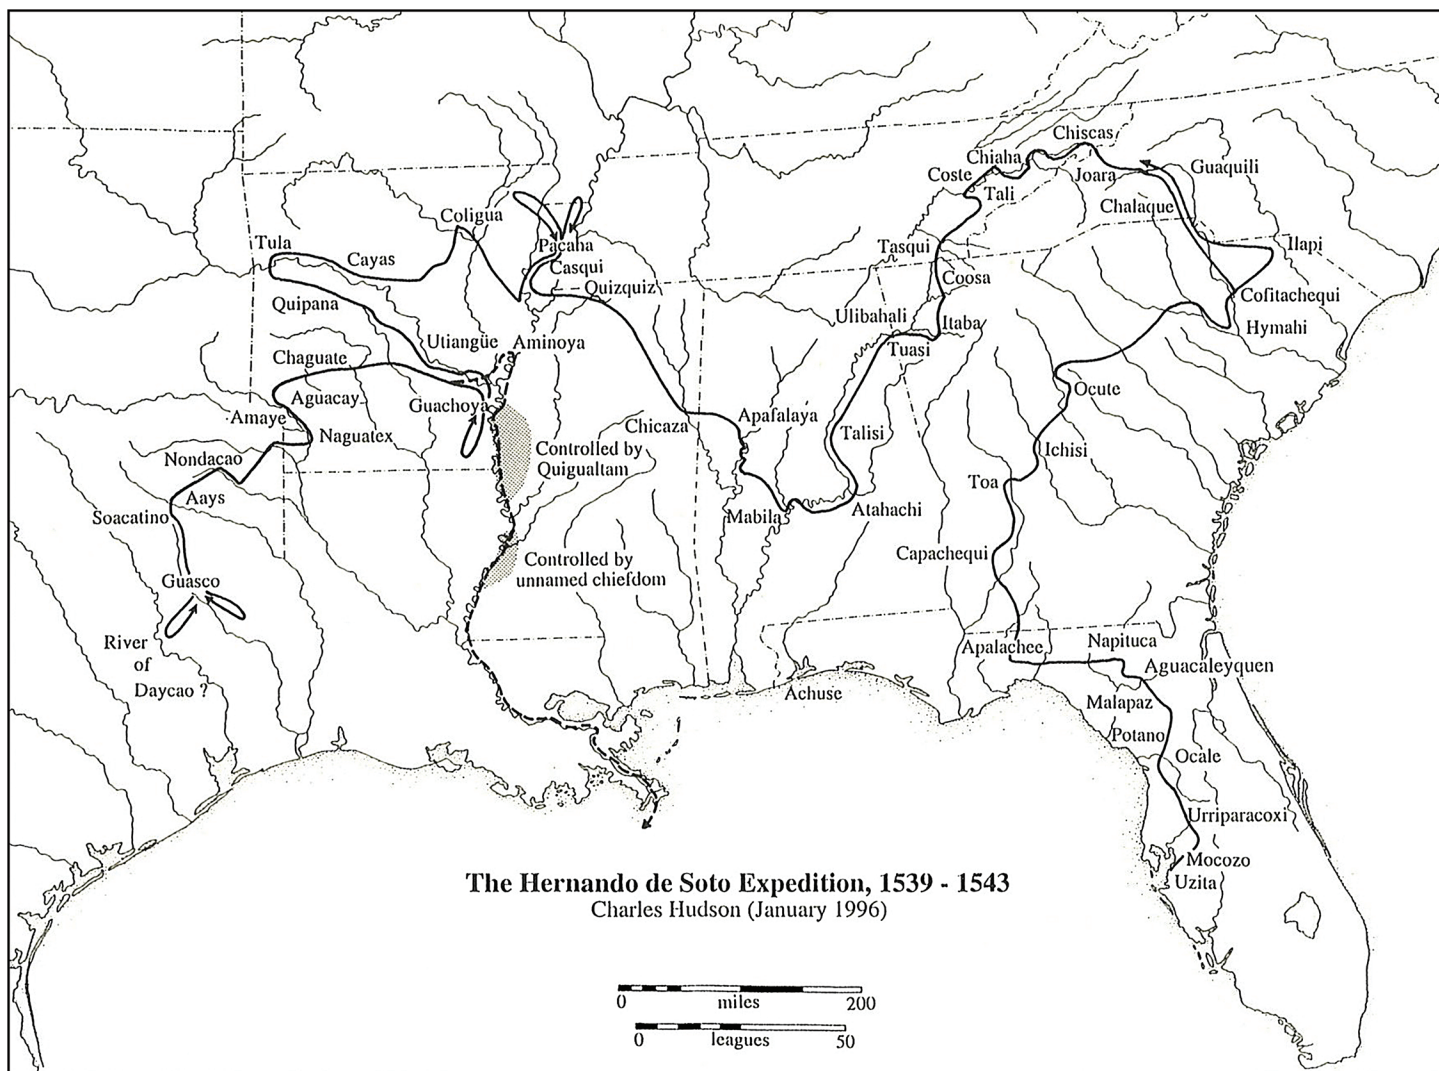 Chiscas
Chiaha
Guaquili
Coste
Joara
Tali
Chalaque
Coligua
Tula
Pacaha
Ilapi
Cayas
Tasqui
Casqui
Coosa
Quizquiz
Cofitachequi
Quipana
Ulibahali
Itaba
Hymahi
Utiangüe
Aminoya
Tuasi
Chaguate
Ocute
Aguacay
Guachoya
Amaye
Apafalaya
Chicaza
Naguatex
Talisi
Controlled by
Quigualtam
Ichisi
Nondacao
Toa
Aays
Soacatino
Mabila
Atahachi
Capachequi
Controlled by
unnamed chiefdom
Guasco
River
of
Daycao ?
Apalachee
Napituca
Aguacaleyquen
Achuse
Malapaz
Potano
Ocale
Urriparacoxi
Mocozo
Uzita
The Hernando de Soto Expedition, 1539 - 1543
Charles Hudson (January 1996)
0 miles 200
0 leagues 50